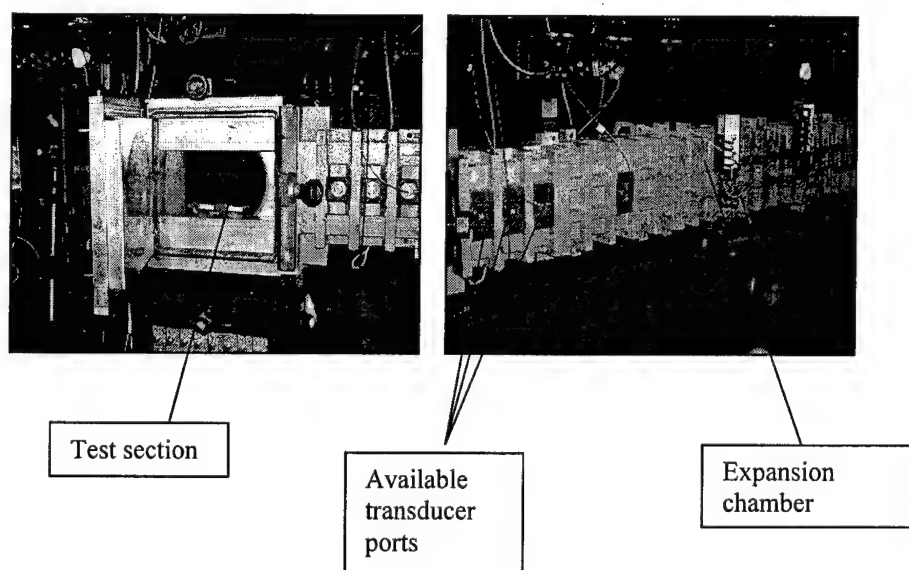 Test section
Available
transducer
ports
Expansion
chamber